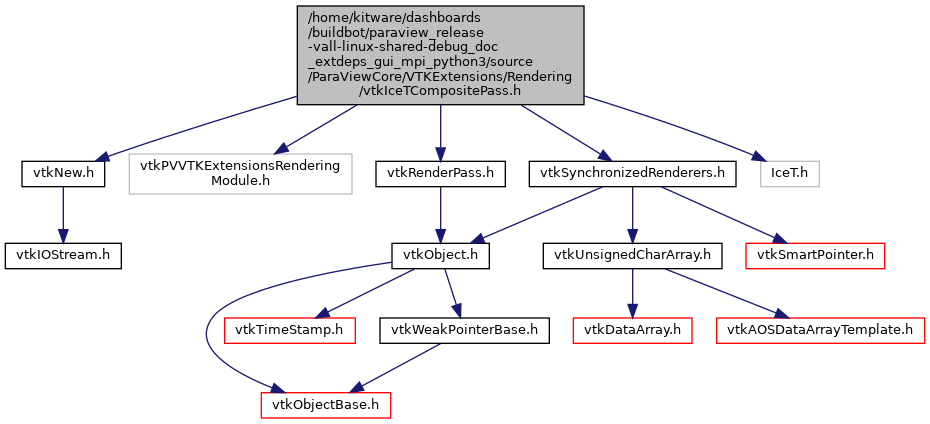 /home/kitware/dashboards
/buildbot/paraview_release
-vall-linux-shared-debug_doc
_extdeps_gui_mpi_python3/source
/ParaViewCore/VTKExtensions/Rendering
/vtkIceTCompositePass.h
vtkNew.h
vtkPVVTKExtensionsRendering
Module.h
vtkRenderPass.h
vtkSynchronizedRenderers.h
IceT.h
vtkIOStream.h
vtkObject.h
vtkUnsignedCharArray.h
vtkSmartPointer.h
vtkTimeStamp.h
vtkWeakPointerBase.h
vtkDataArray.h
vtkAOSDataArrayTemplate.h
vtkObjectBase.h